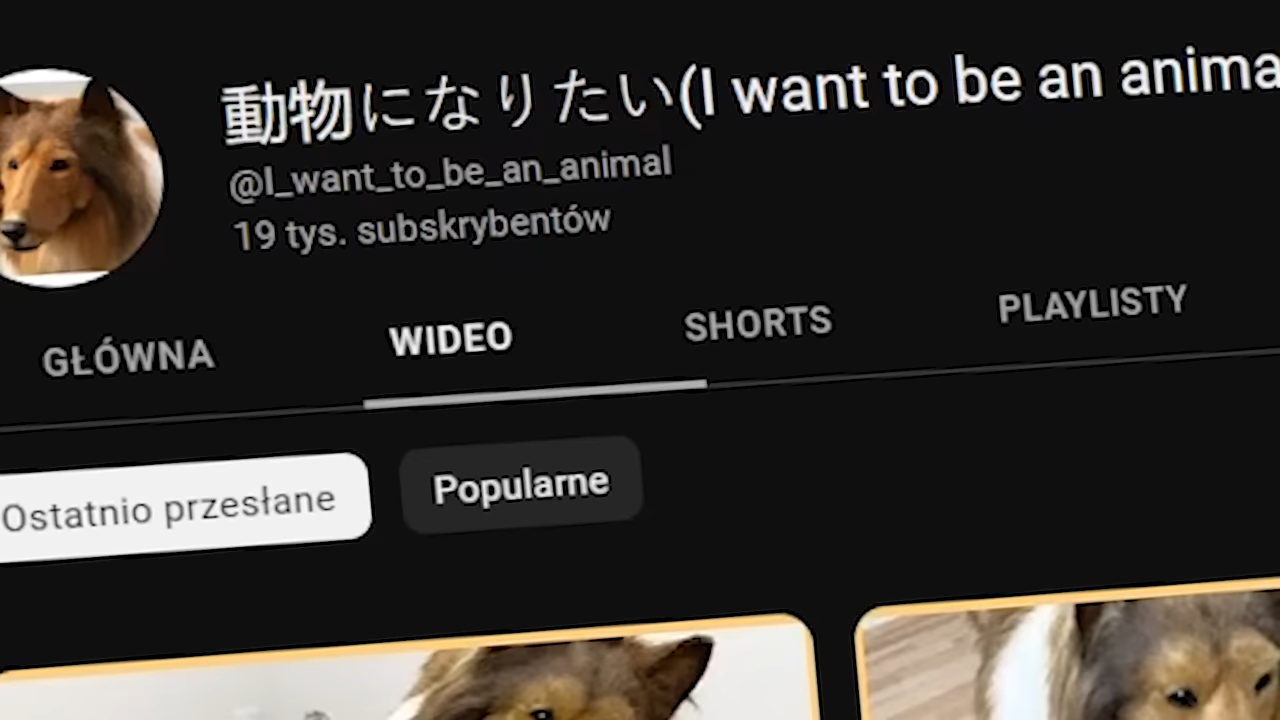 動物になりたい(I want to be an anima
@I_want_to_be_an_animal
19 tys. subskrybentów
GŁÓWNA WIDEO SHORTS PLAYLISTY
Ostatnio przesłane Popularne